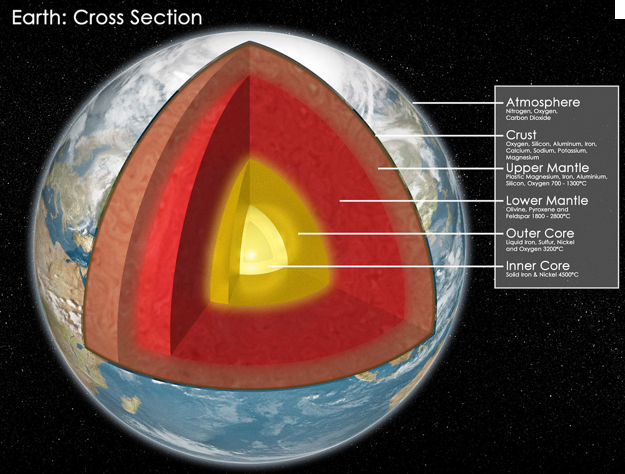 Earth: Cross Section
Atmosphere
Nitrogen, Oxygen,
Carbon Dioxide
Crust
Oxygen, Silicon, Aluminum, Iron,
Calcium, Sodium, Potassium,
Magnesium
Upper Mantle
Plastic Magnesium, Iron, Aluminium,
Silicon, Oxygen 700 - 1300°C
Lower Mantle
Olivine, Pyroxene and
Feldspar 1800 - 2800°C
Outer Core
Liquid Iron, Sulfur, Nickel
and Oxygen 3200°C
Inner Core
Solid Iron & Nickel 4500°C